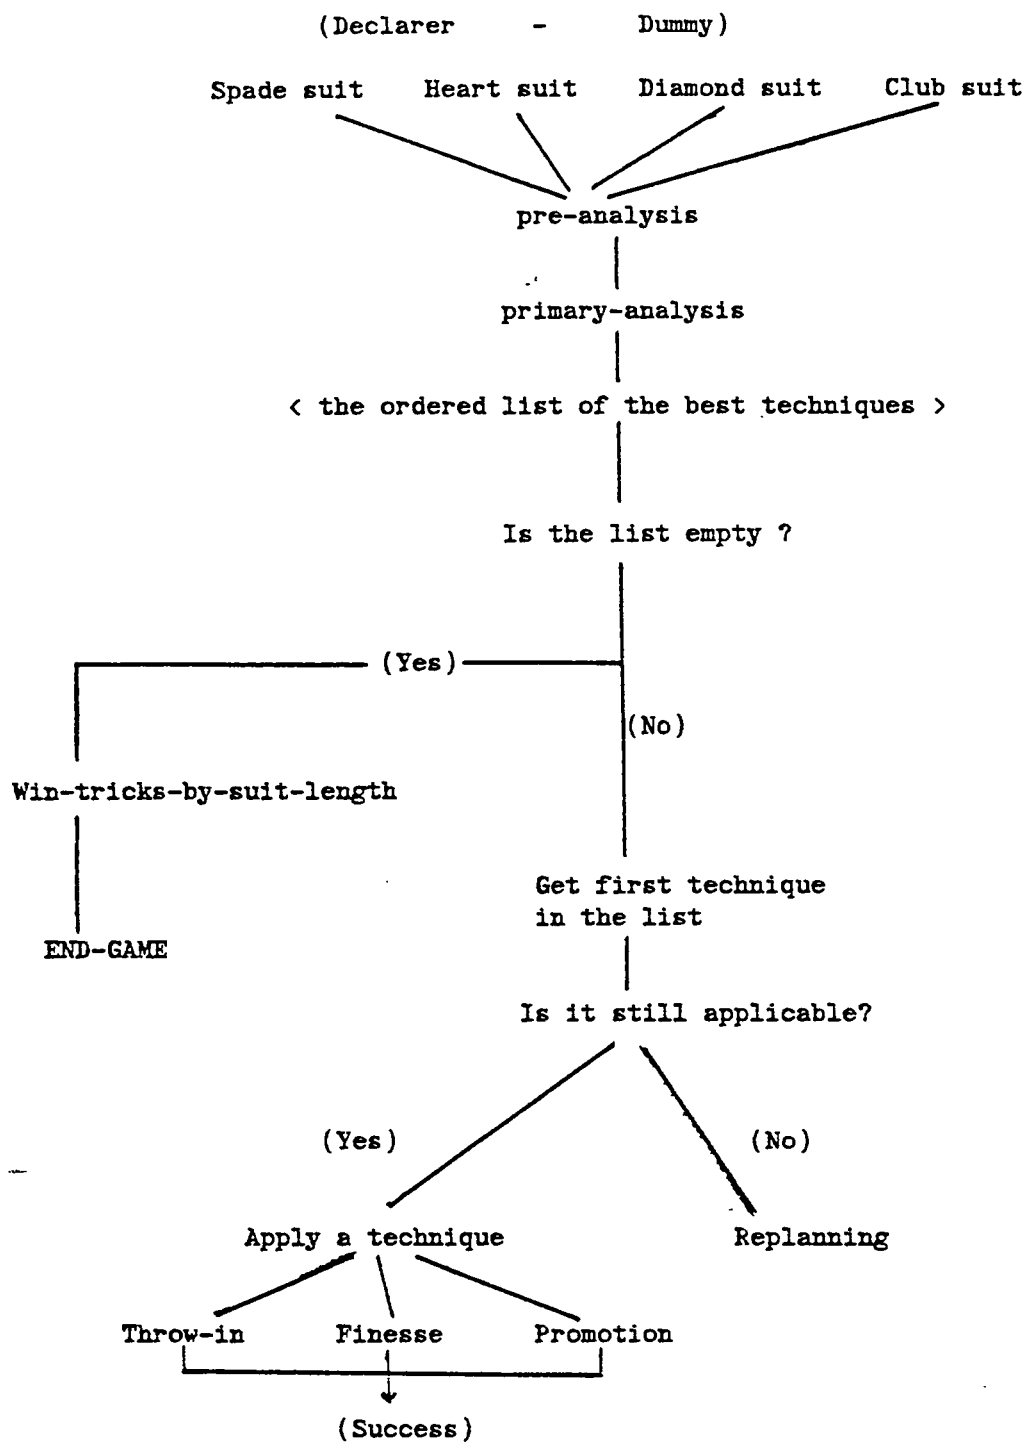 (Declarer - Dummy)
Spade suit Heart suit Diamond suit Club suit
pre-analysis
primary-analysis
< the ordered list of the best techniques >
Is the list empty ?
(Yes)
(No)
Win-tricks-by-suit-length
Get first technique
in the list
END-GAME
Is it still applicable?
(Yes) (No)
Apply a technique Replanning
Throw-in Finesse Promotion
(Success)